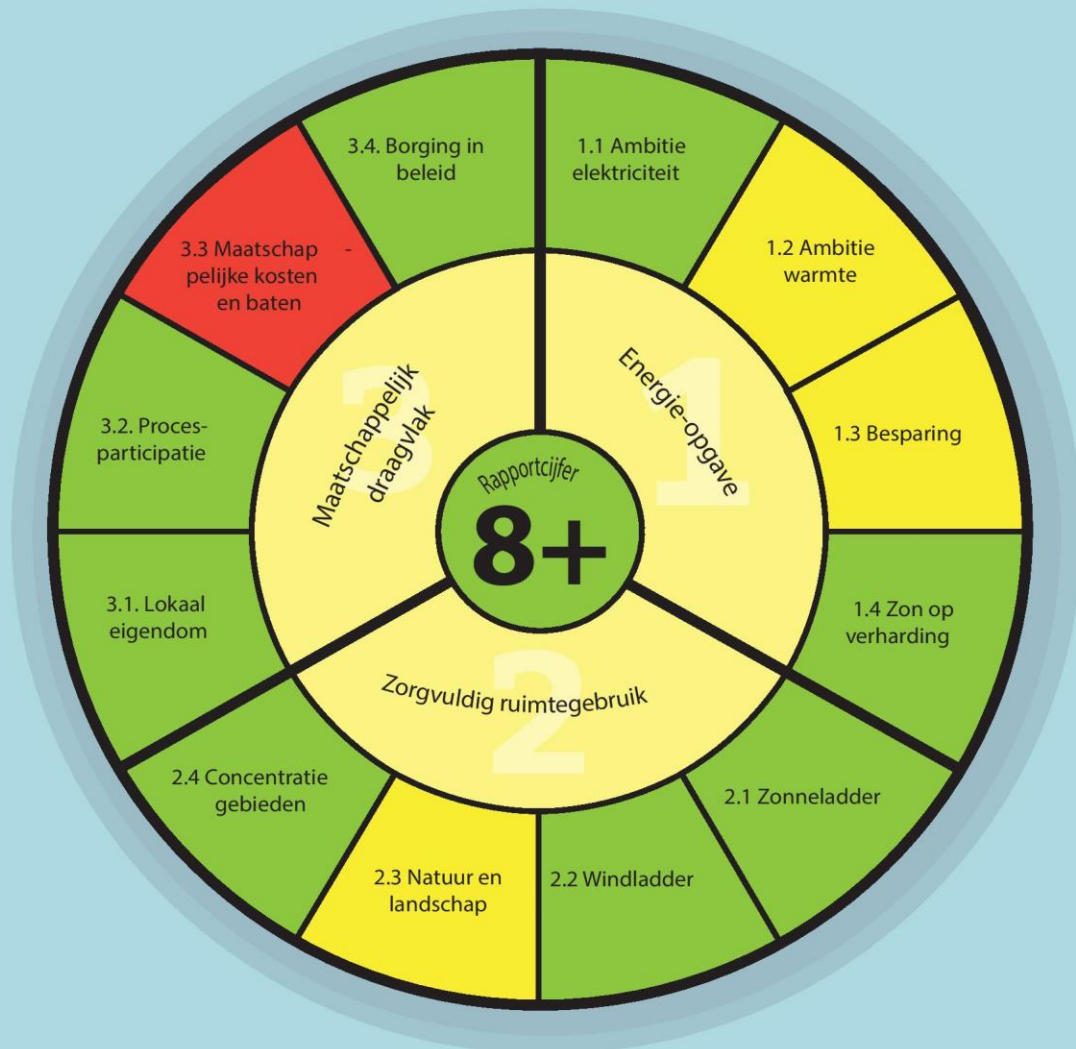 1.1 Ambitie
elektriciteit
1.2 Ambitie
warmte
1.3 Besparing
1.4 Zon op
verharding
2.1 Zonneladder
2.2 Windladder
2.3 Natuur en
landschap
2.4 Concentratie
gebieden
3.1. Lokaal
eigendom
3.2. Proces-
participatie
3.3 Maatschap -
pelijke kosten
en baten
3.4. Borging in
beleid
1
Energie-opgave
2
Zorgvuldig ruimtegebruik
3
Maatschappelijk
draagvlak
Rapportcijfer
8+